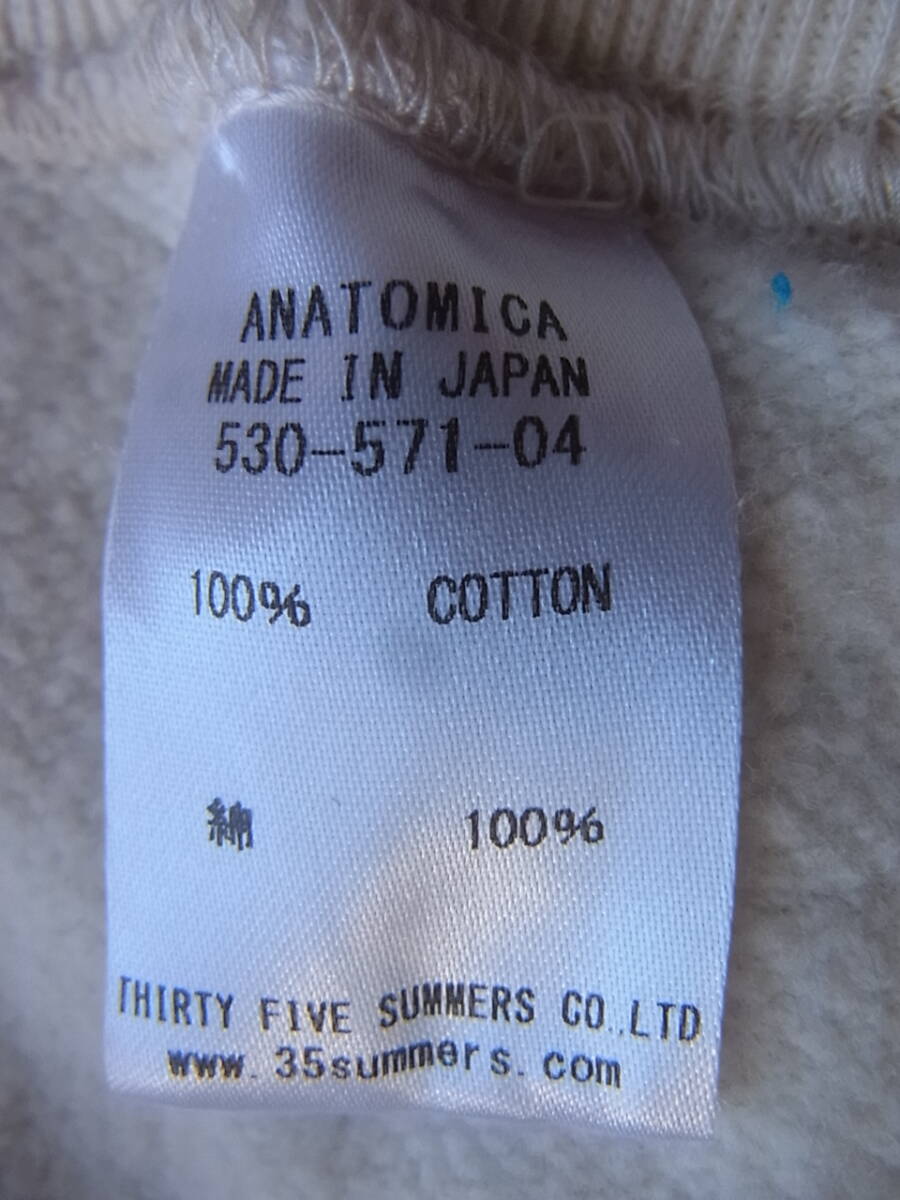 ANATOMICA
MADE IN JAPAN
530-571-04
100% COTTON
綿 100%
THIRTY FIVE SUMMERS CO.,LTD
www.35summers.com